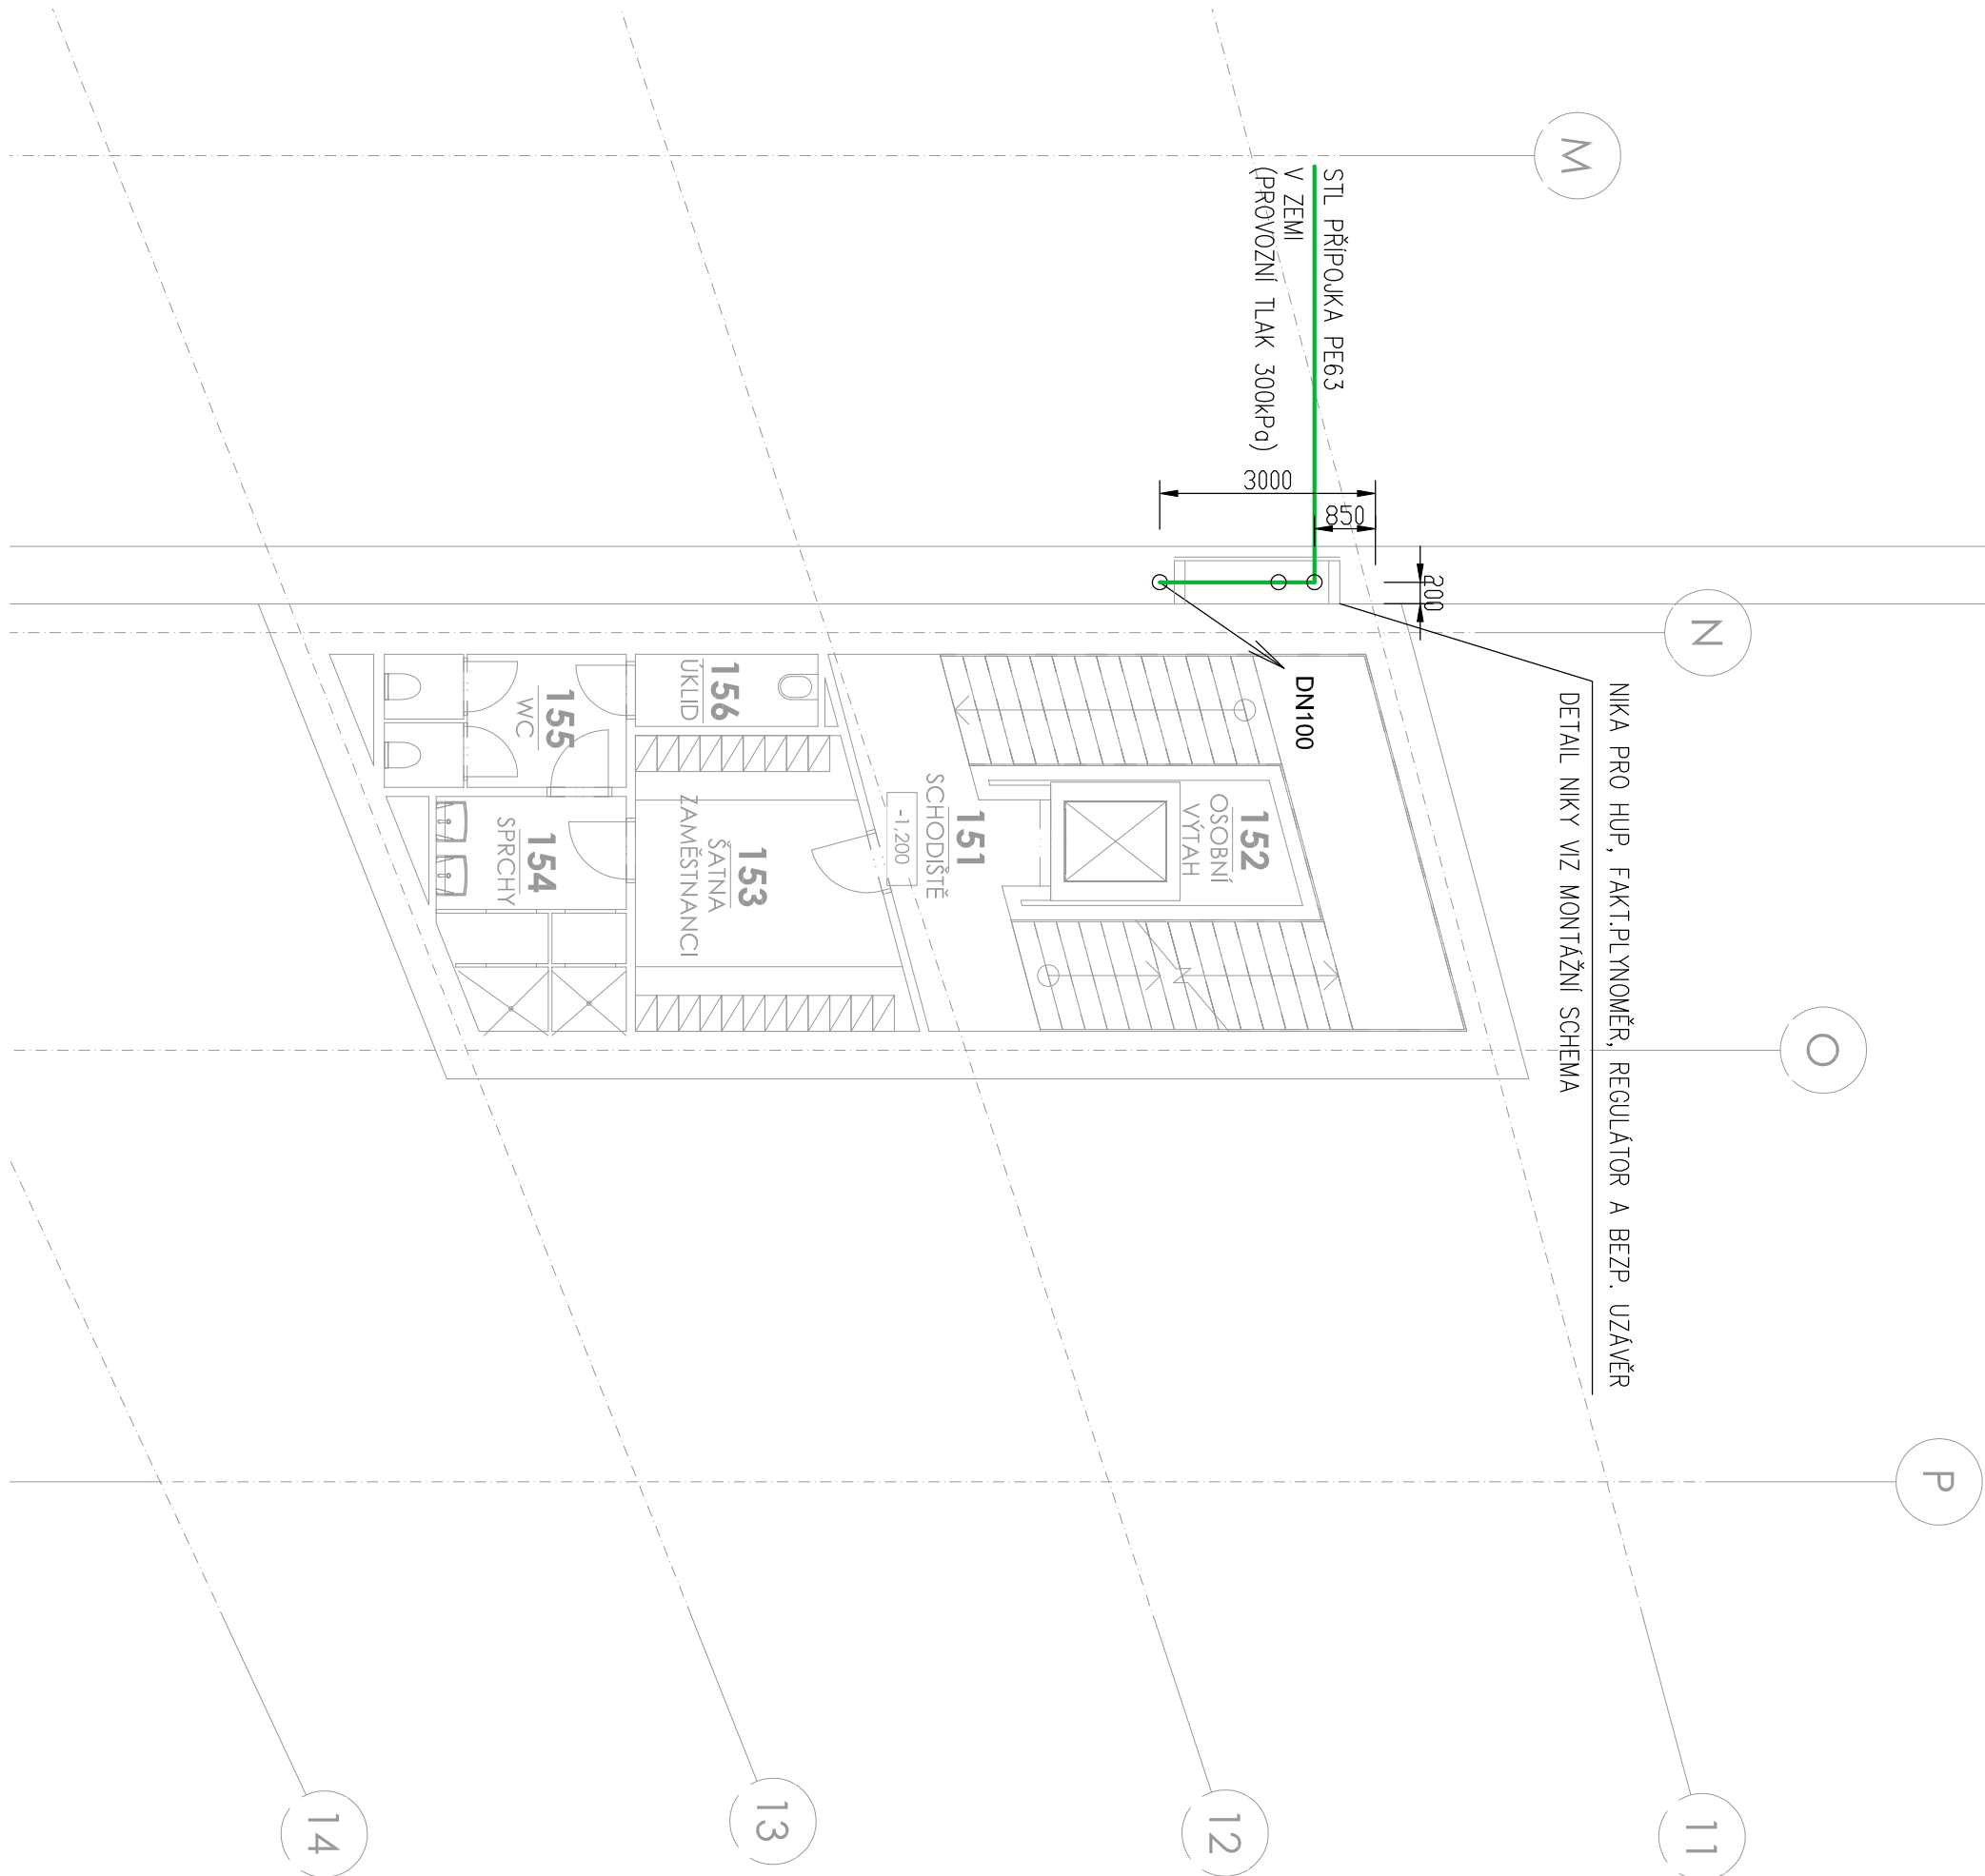 M
STL PŘÍPOJKA PE63
V ZEMI
(PROVOZNÍ TLAK 300kPa)
3000
850
200
N
DN100
NIKA PRO HUP, FAKT.PLYNOMĚR, REGULÁTOR A BEZP. UZÁVĚR
DETAIL NIKY VIZ MONTÁŽNÍ SCHEMA
156
ÚKLID
155
WC
154
SPRCHY
153
ŠATNA
ZAMĚSTNANCI
-1,200
151
SCHODIŠTĚ
152
OSOBNÍ
VÝTAH
O
P
14
13
12
11